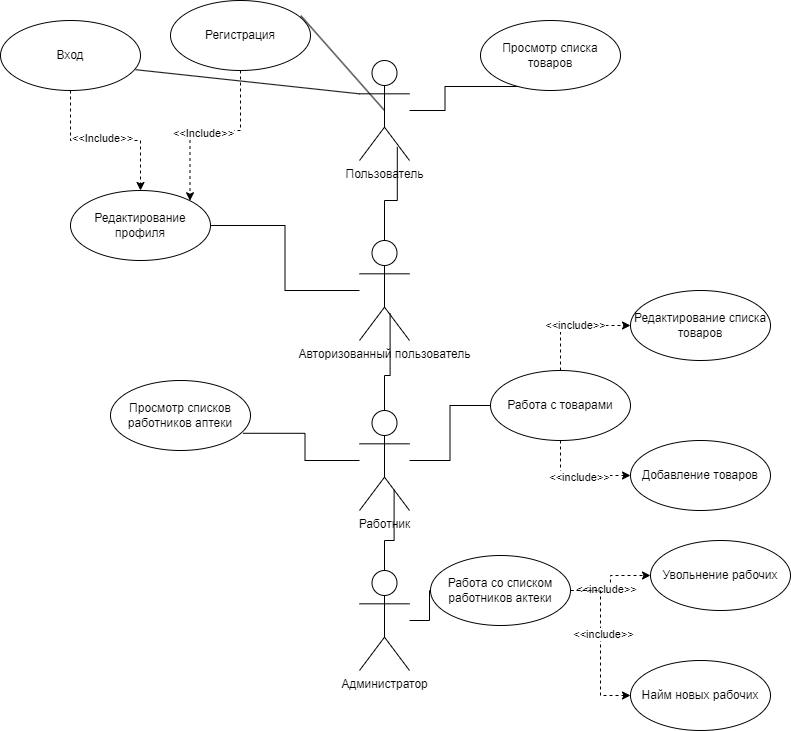 Вход
Регистрация
Просмотр списка
товаров
<<Include>>
<<Include>>
Пользователь
Редактирование
профиля
Авторизованный пользователь
<<include>>
Редактирование списка
товаров
Просмотр списков
работников аптеки
Работа с товарами
<<include>>
Добавление товаров
Работник
Работа со списком
работников актеки
<<include>>
Увольнение рабочих
<<include>>
Администратор
Найм новых рабочих